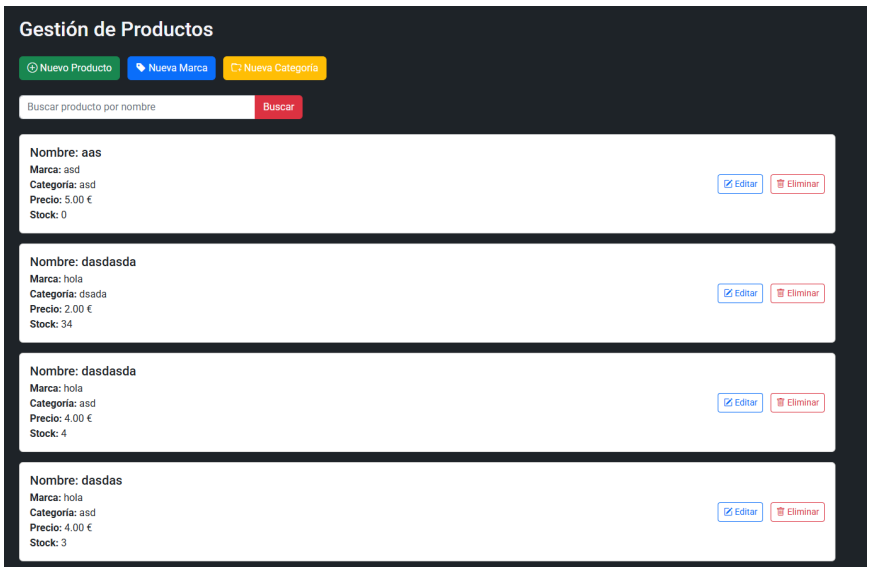 Gestión de Productos
Nuevo Producto Nueva Marca Nueva Categoría
Buscar producto por nombre Buscar
Nombre: aas
Marca: asd
Categoría: asd
Editar Eliminar
Precio: 5.00 €
Stock: 0
Nombre: dasdasda
Marca: hola
Categoría: dsada
Editar Eliminar
Precio: 2.00 €
Stock: 34
Nombre: dasdasda
Marca: hola
Categoría: asd
Editar Eliminar
Precio: 4.00 €
Stock: 4
Nombre: dasdas
Marca: hola
Categoría: asd
Editar Eliminar
Precio: 4.00 €
Stock: 3